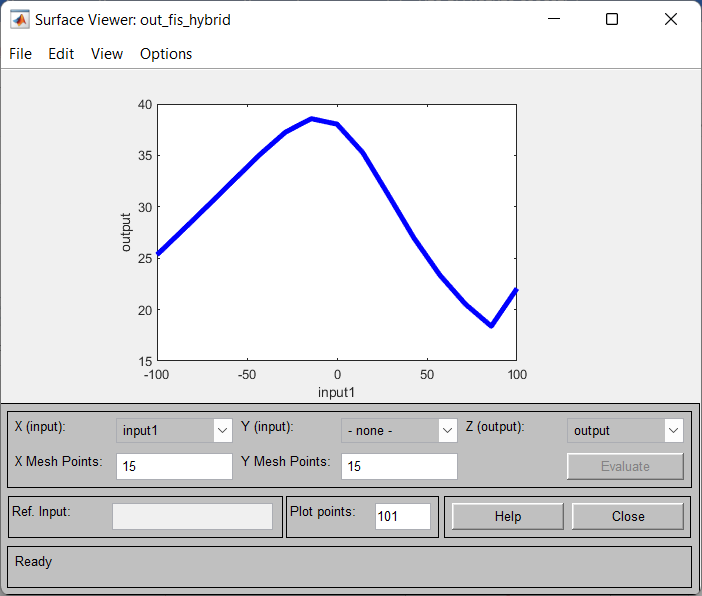 Surface Viewer: out_fis_hybrid
File Edit View Options
40
35
30
25
20
15
output
-100 -50 0 50 100
input1
X (input): input1 Y (input): - none - Z (output): output
X Mesh Points: 15 Y Mesh Points: 15 Evaluate
Ref. Input: Plot points: 101 Help Close
Ready